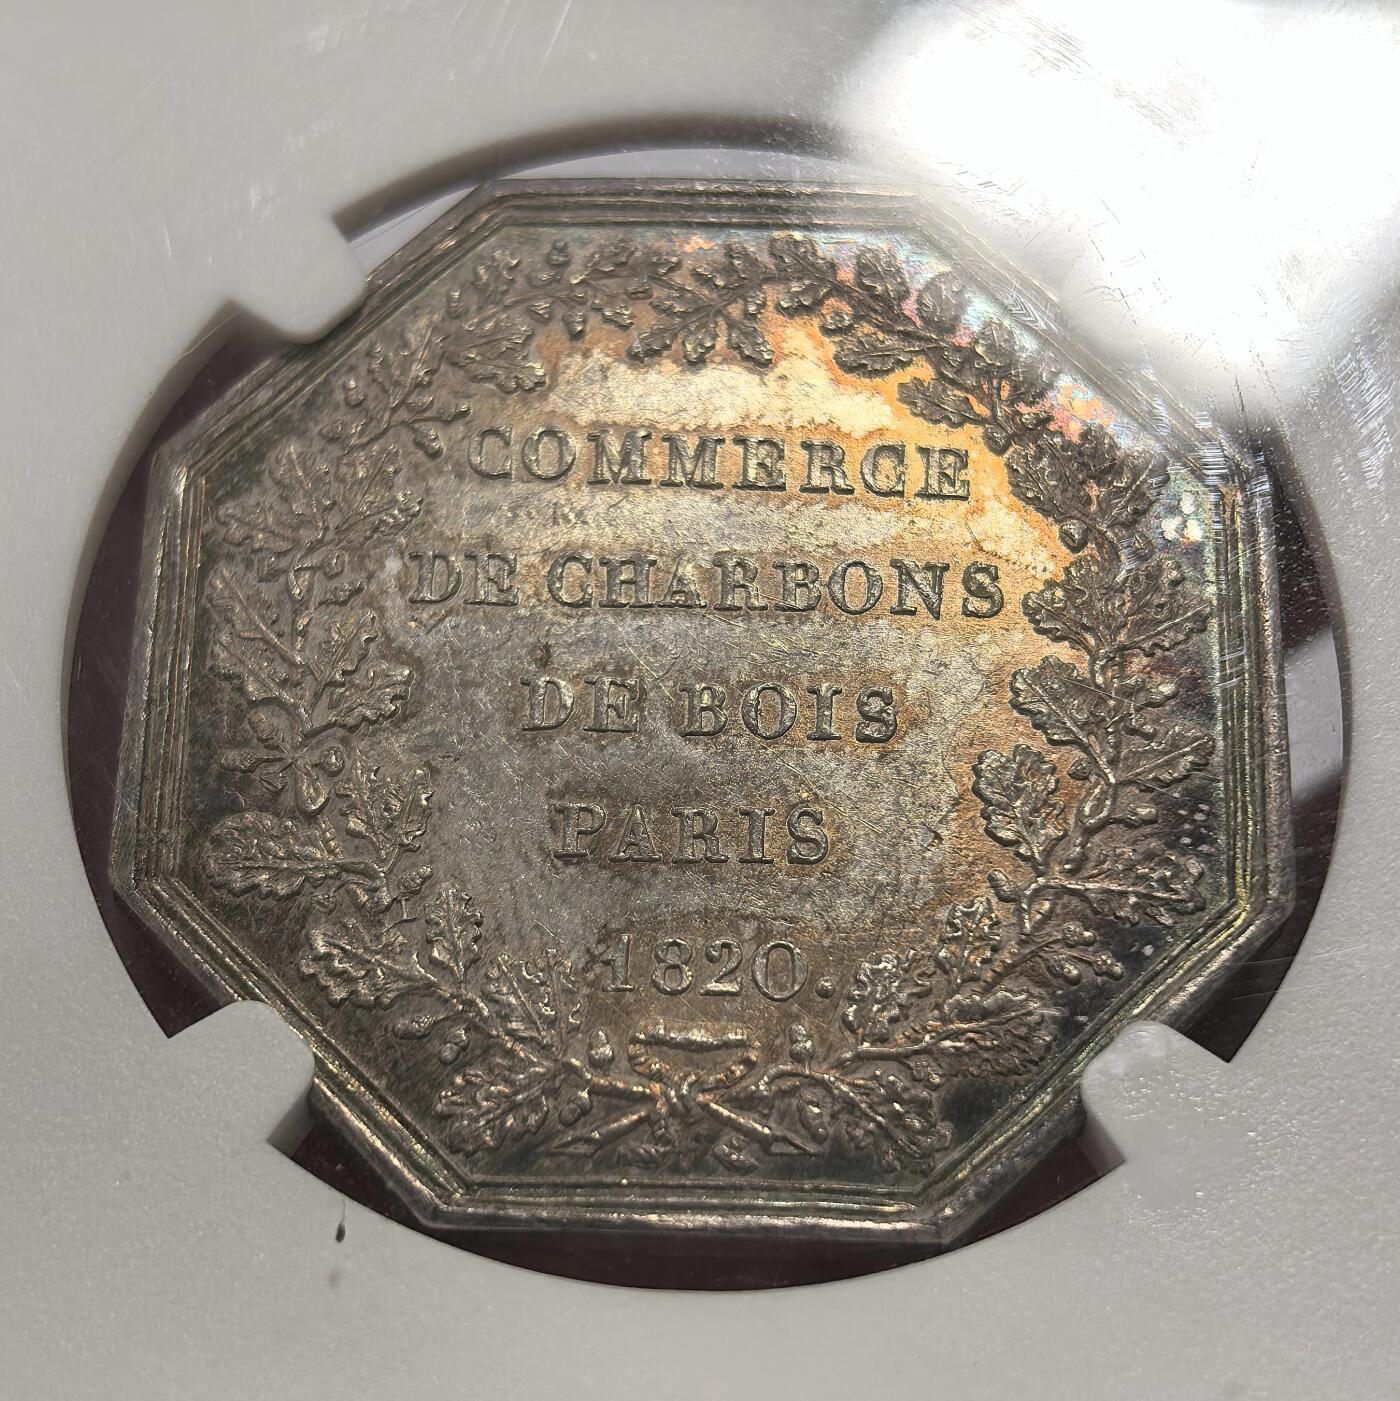 COMMERCE
DE CHARBONS
DE BOIS
PARIS
1820.